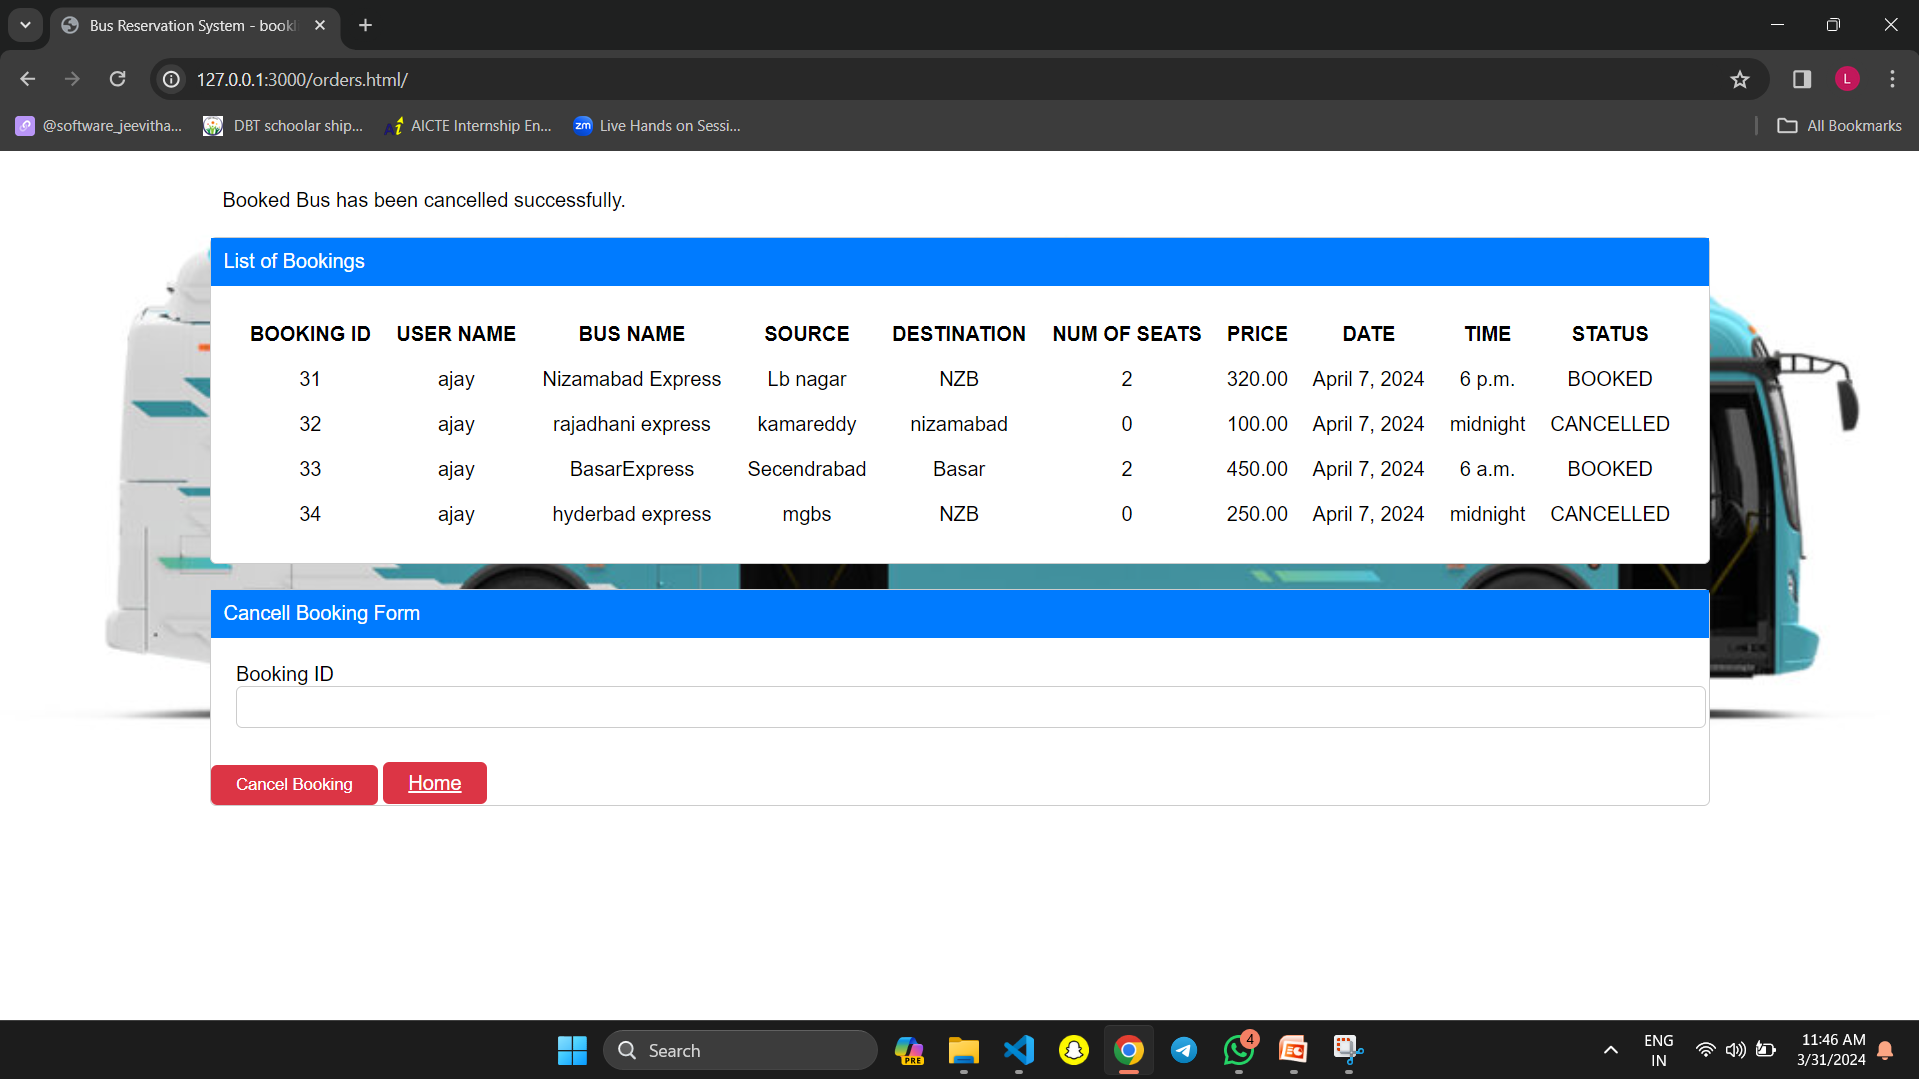 Bus Reservation System - book
127.0.0.1:3000/orders.html/
L
@software_jeevitha... DBT schoolar ship... AICTE Internship En... zm Live Hands on Sessi... All Bookmarks
Booked Bus has been cancelled successfully.
List of Bookings
BOOKING ID USER NAME BUS NAME SOURCE DESTINATION NUM OF SEATS PRICE DATE TIME STATUS
31 ajay Nizamabad Express Lb nagar NZB 2 320.00 April 7, 2024 6 p.m. BOOKED
32 ajay rajadhani express kamareddy nizamabad 0 100.00 April 7, 2024 midnight CANCELLED
33 ajay BasarExpress Secendrabad Basar 2 450.00 April 7, 2024 6 a.m. BOOKED
34 ajay hyderbad express mgbs NZB 0 250.00 April 7, 2024 midnight CANCELLED
Cancell Booking Form
Booking ID
Cancel Booking Home
Search PRE 4 ENG
IN
11:46 AM
3/31/2024